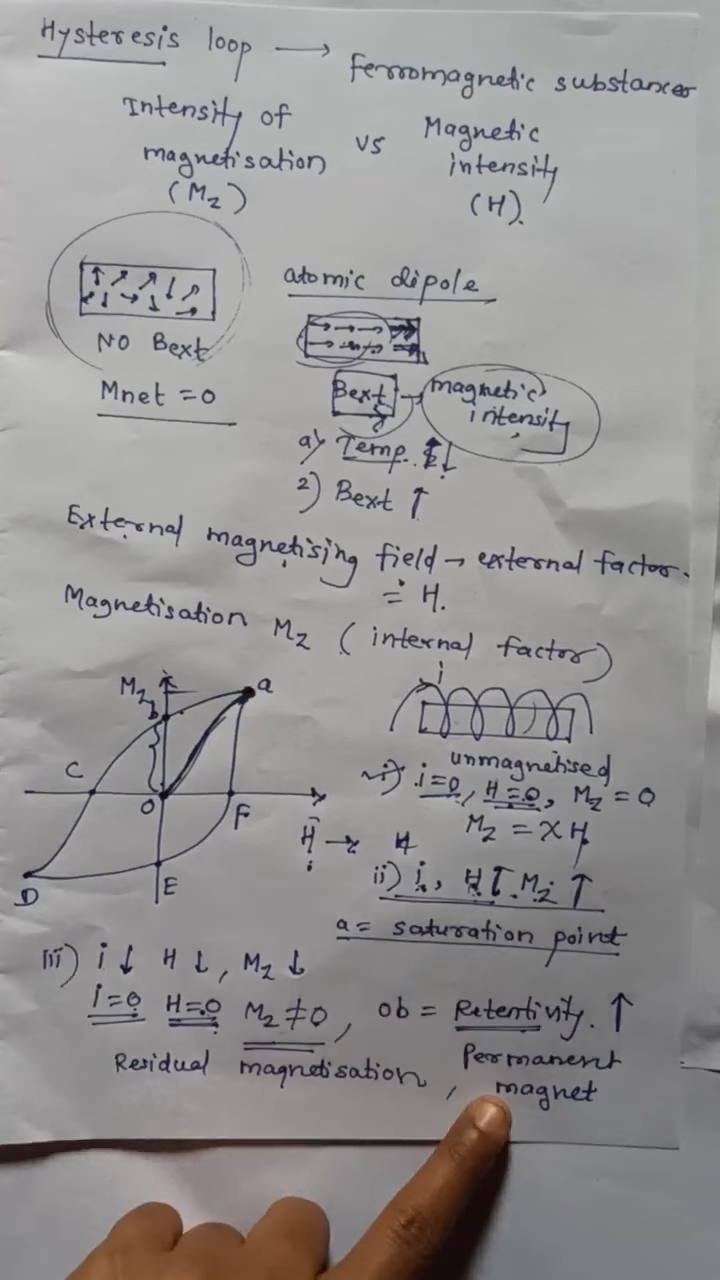 Hysteresis loop → Ferromagnetic substances
Intensity of magnetisation (Mz) vs Magnetic intensity (H).
NO Bext
Mnet = 0
atomic dipole
Bext - magnetic intensity
a) Temp. ↓
2) Bext ↑
External magnetising field → external factor.
= H.
Magnetisation Mz (internal factor)
Mz
a
b
C
O
F
H →
D
E
i
unmagnetised
i) i=0, H=0, Mz = 0
Mz = χH
ii) i, H↑ Mz ↑
a = saturation point
iii) i ↓ H ↓, Mz ↓
i=0 H=0 Mz ≠ 0, ob = Retentivity. ↑
Residual magnetisation, Permanent magnet